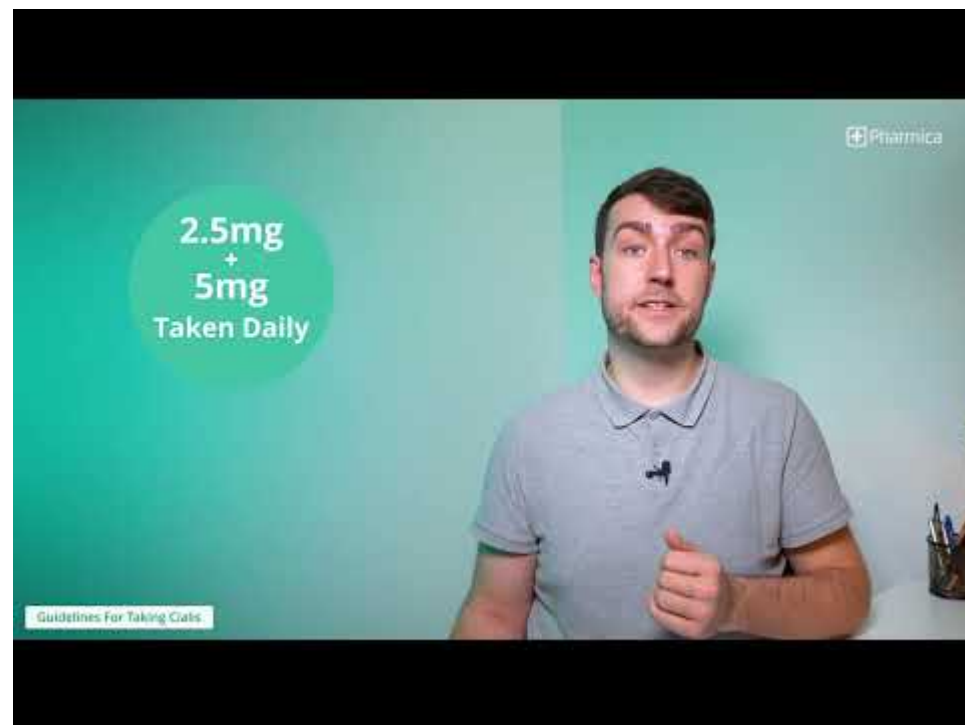 Pharmica
2.5mg
+
5mg
Taken Daily
Guidelines For Taking Cialis